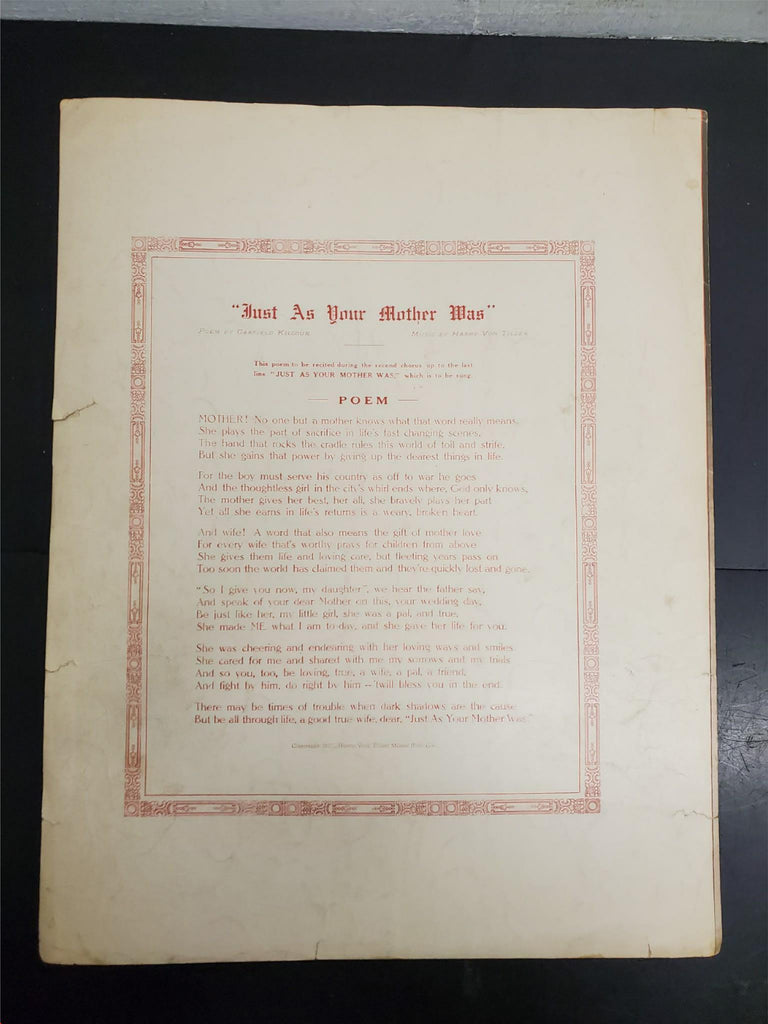 "Just As Your Mother Was"
POEM BY GARFIELD KILGOUR MUSIC BY HARRY VON TILZER
This poem to be recited during the second chorus up to the last
line "JUST AS YOUR MOTHER WAS," which is to be sung.
POEM
MOTHER! No one but a mother knows what that word really means,
She plays the part of sacrifice in life's fast changing scenes,
The hand that rocks the cradle rules this world of toil and strife,
But she gains that power by giving up the dearest things in life.
For the boy must serve his country as off to war he goes
And the thoughtless girl in the city's whirl ends where, God only knows,
The mother gives her best, her all, she bravely plays her part
Yet all she earns in life's returns is a weary, broken heart.
And wife! A word that also means the gift of mother love
For every wife that's worthy prays for children from above
She gives them life and loving care, but fleeting years pass on
Too soon the world has claimed them and they're quickly lost and gone.
"So I give you now, my daughter", we hear the father say,
And speak of your dear Mother on this, your wedding day,
Be just like her, my little girl, she was a pal, and true,
She made ME what I am to-day, and she gave her life for you.
She was cheering and endearing with her loving ways and smiles
She cared for me and shared with me my sorrows and my trials
And so you, too, be loving, true, a wife, a pal, a friend,
And fight by him, do right by him -- 'twill bless you in the end.
There may be times of trouble when dark shadows are the cause
But be all through life, a good true wife, dear, "Just As Your Mother Was."
Copyright Harry Von Tilzer Music Pub. Co.